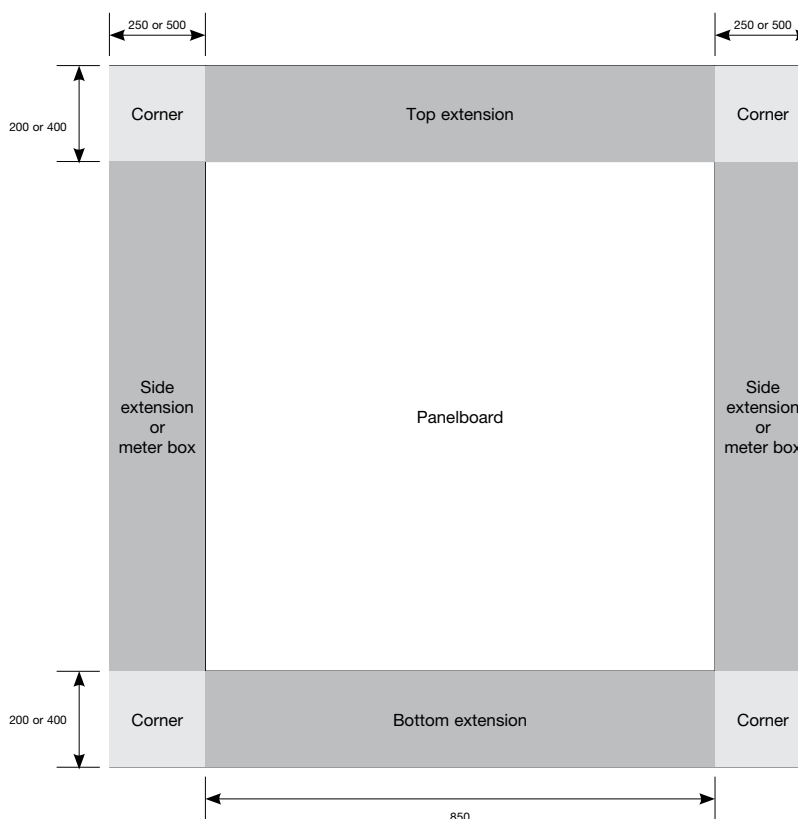 250 or 500
250 or 500
200 or 400
Corner
Top extension
Corner
Side
extension
or
meter box
Panelboard
Side
extension
or
meter box
200 or 400
Corner
Bottom extension
Corner
850